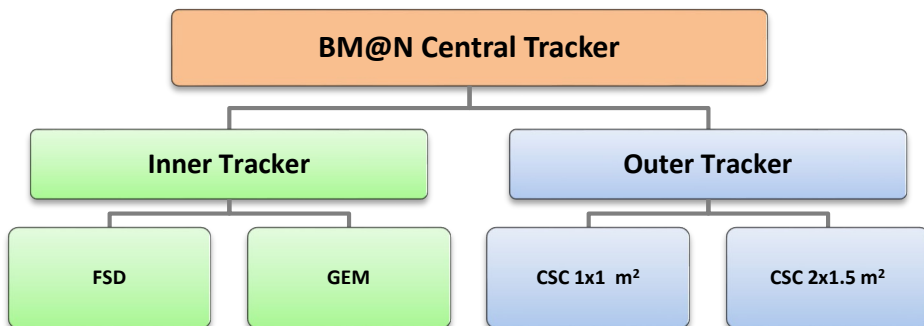 BM@N Central Tracker
Inner Tracker
Outer Tracker
FSD
GEM
CSC 1x1 m²
CSC 2x1.5 m²